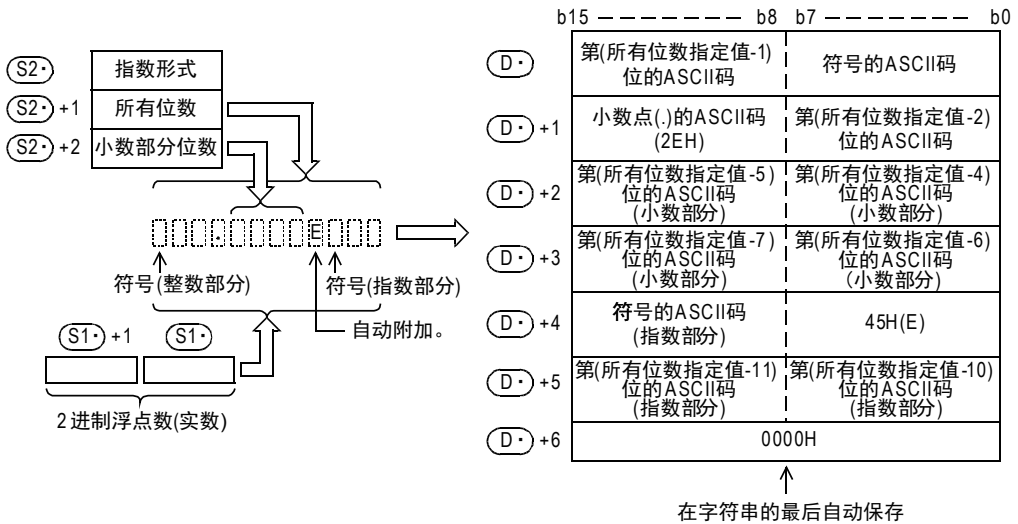 S2· 指数形式
S2· +1 所有位数
S2· +2 小数部分位数
. E
符号(整数部分)
符号(指数部分)
自动附加。
S1· +1 S1·
2进制浮点数(实数)
b15 b8 b7 b0
D·
第(所有位数指定值-1)
位的ASCII码
符号的ASCII码
D· +1
小数点(.)的ASCII码
(2EH)
第(所有位数指定值-2)
位的ASCII码
D· +2
第(所有位数指定值-5)
位的ASCII码
(小数部分)
第(所有位数指定值-4)
位的ASCII码
(小数部分)
D· +3
第(所有位数指定值-7)
位的ASCII码
(小数部分)
第(所有位数指定值-6)
位的ASCII码
(小数部分)
D· +4
符号的ASCII码
(指数部分)
45H(E)
D· +5
第(所有位数指定值-11)
位的ASCII码
(指数部分)
第(所有位数指定值-10)
位的ASCII码
(指数部分)
D· +6
0000H
在字符串的最后自动保存